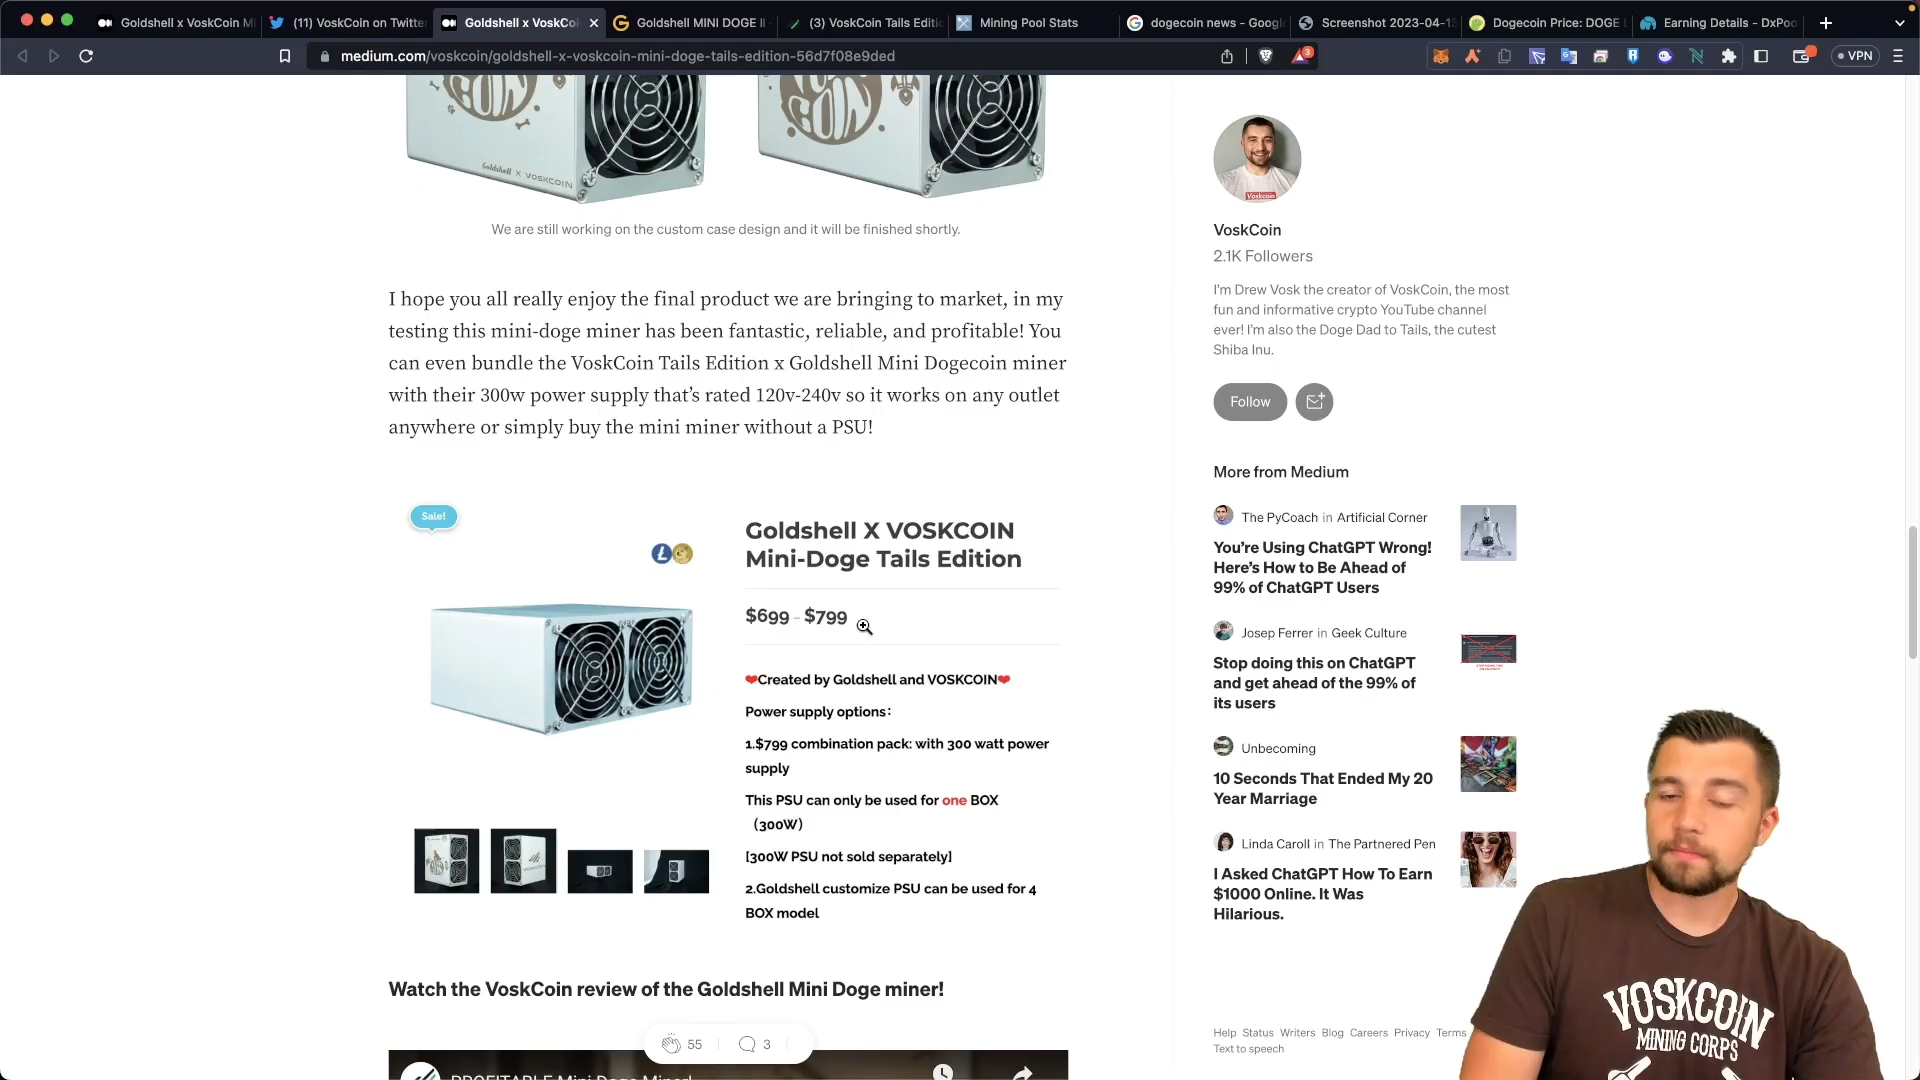 Goldshell x VoskCoin M
(11) VoskCoin on Twitte
Goldshell x VoskCoi
Goldshell MINI DOGE II
(3) VoskCoin Tails Editi
Mining Pool Stats
dogecoin news - Googl
Screenshot 2023-04-1
Dogecoin Price: DOGE
Earning Details - DxPoo
medium.com/voskcoin/goldshell-x-voskcoin-mini-doge-tails-edition-56d7f08e9ded
3
VPN
Goldshell X VOSKCOIN
We are still working on the custom case design and it will be finished shortly.
I hope you all really enjoy the final product we are bringing to market, in my
testing this mini-doge miner has been fantastic, reliable, and profitable! You
can even bundle the VoskCoin Tails Edition x Goldshell Mini Dogecoin miner
with their 300w power supply that's rated 120v-240v so it works on any outlet
anywhere or simply buy the mini miner without a PSU!
Sale!
Goldshell X VOSKCOIN
Mini-Doge Tails Edition
$699 - $799
❤Created by Goldshell and VOSKCOIN❤
Power supply options：
1.$799 combination pack: with 300 watt power
supply
This PSU can only be used for one BOX
（300W）
[300W PSU not sold separately]
2.Goldshell customize PSU can be used for 4
BOX model
Watch the VoskCoin review of the Goldshell Mini Doge miner!
55
3
PROFITABLE Mini Doge Miner!
Voskcoin
VoskCoin
2.1K Followers
I'm Drew Vosk the creator of VoskCoin, the most
fun and informative crypto YouTube channel
ever! I'm also the Doge Dad to Tails, the cutest
Shiba Inu.
Follow
More from Medium
The PyCoach in Artificial Corner
You're Using ChatGPT Wrong!
Here's How to Be Ahead of
99% of ChatGPT Users
Josep Ferrer in Geek Culture
Stop doing this on ChatGPT
and get ahead of the 99% of
its users
Unbecoming
10 Seconds That Ended My 20
Year Marriage
Linda Caroll in The Partnered Pen
I Asked ChatGPT How To Earn
$1000 Online. It Was
Hilarious.
Help Status Writers Blog Careers Privacy Terms
Text to speech
VOSKCOIN
MINING CORPS